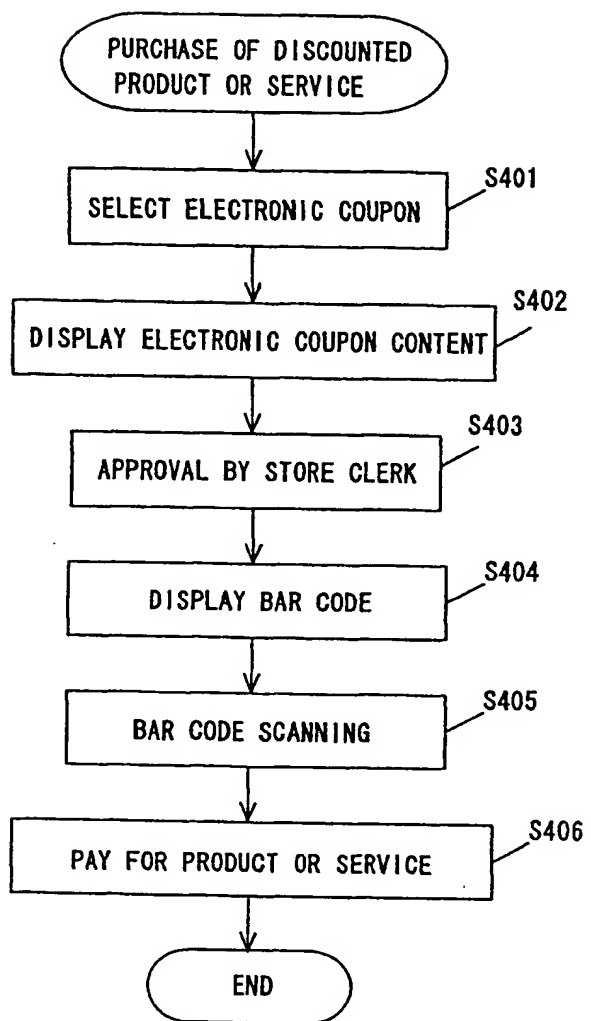 PURCHASE OF DISCOUNTED
PRODUCT OR SERVICE
S401
SELECT ELECTRONIC COUPON
S402
DISPLAY ELECTRONIC COUPON CONTENT
S403
APPROVAL BY STORE CLERK
S404
DISPLAY BAR CODE
S405
BAR CODE SCANNING
S406
PAY FOR PRODUCT OR SERVICE
END